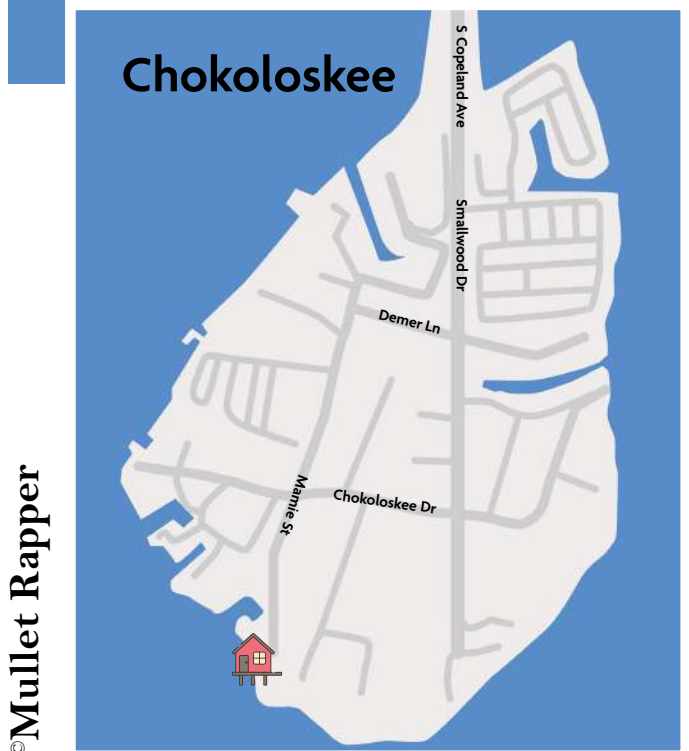 Chokoloskee
S Copeland Ave
Smallwood Dr
Demer Ln
Mamie St
Chokoloskee Dr
©Mullet Rapper